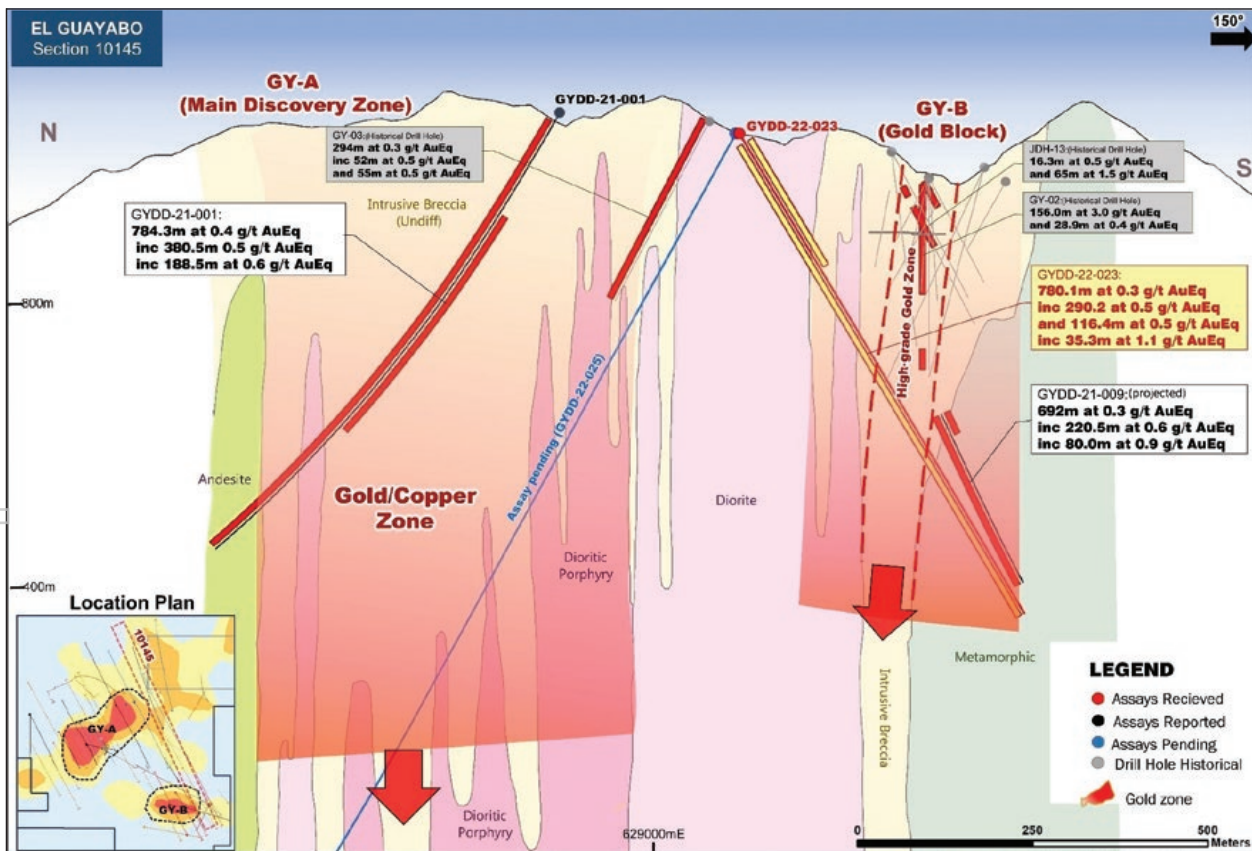 EL GUAYABO
Section 10145
150°
N
S
GY-A
(Main Discovery Zone)
GYDD-21-001
GYDD-22-023
GY-B
(Gold Block)
GY-03:(Historical Drill Hole)
294m at 0.3 g/t AuEq
inc 52m at 0.5 g/t AuEq
and 55m at 0.5 g/t AuEq
JDH-13:(Historical Drill Hole)
16.3m at 0.5 g/t AuEq
and 65m at 1.5 g/t AuEq
GY-02:(Historical Drill Hole)
156.0m at 3.0 g/t AuEq
and 28.9m at 0.4 g/t AuEq
Intrusive Breccia
(Undiff)
GYDD-21-001:
784.3m at 0.4 g/t AuEq
inc 380.5m 0.5 g/t AuEq
inc 188.5m at 0.6 g/t AuEq
High-grade Gold Zone
GYDD-22-023:
780.1m at 0.3 g/t AuEq
inc 290.2 at 0.5 g/t AuEq
and 116.4m at 0.5 g/t AuEq
inc 35.3m at 1.1 g/t AuEq
800m
GYDD-21-009:(projected)
692m at 0.3 g/t AuEq
inc 220.5m at 0.6 g/t AuEq
inc 80.0m at 0.9 g/t AuEq
Assay pending (GYDD-22-025)
Andesite
Gold/Copper
Zone
Diorite
Dioritic
Porphyry
400m
Location Plan
10145
GY-A
GY-B
Metamorphic
Intrusive Breccia
Dioritic
Porphyry
629000mE
LEGEND
Assays Recieved
Assays Reported
Assays Pending
Drill Hole Historical
Gold zone
0
250
500
Meters